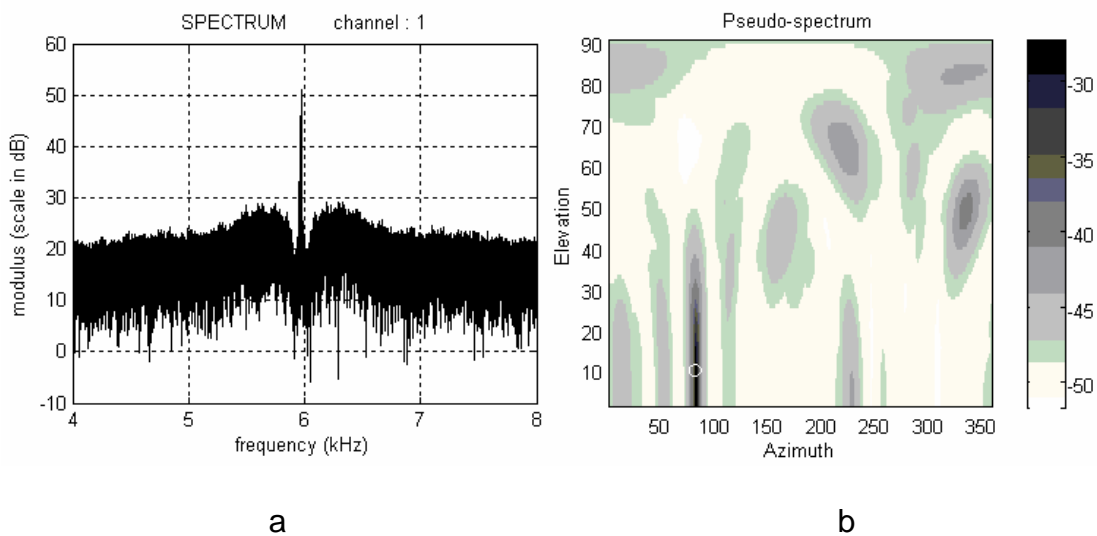 SPECTRUM channel : 1
60
50
40
30
20
10
0
-10
modulus (scale in dB)
4 5 6 7 8
frequency (kHz)
a
Pseudo-spectrum
90
80
70
60
50
40
30
20
10
Elevation
50 100 150 200 250 300 350
Azimuth
-30
-35
-40
-45
-50
b